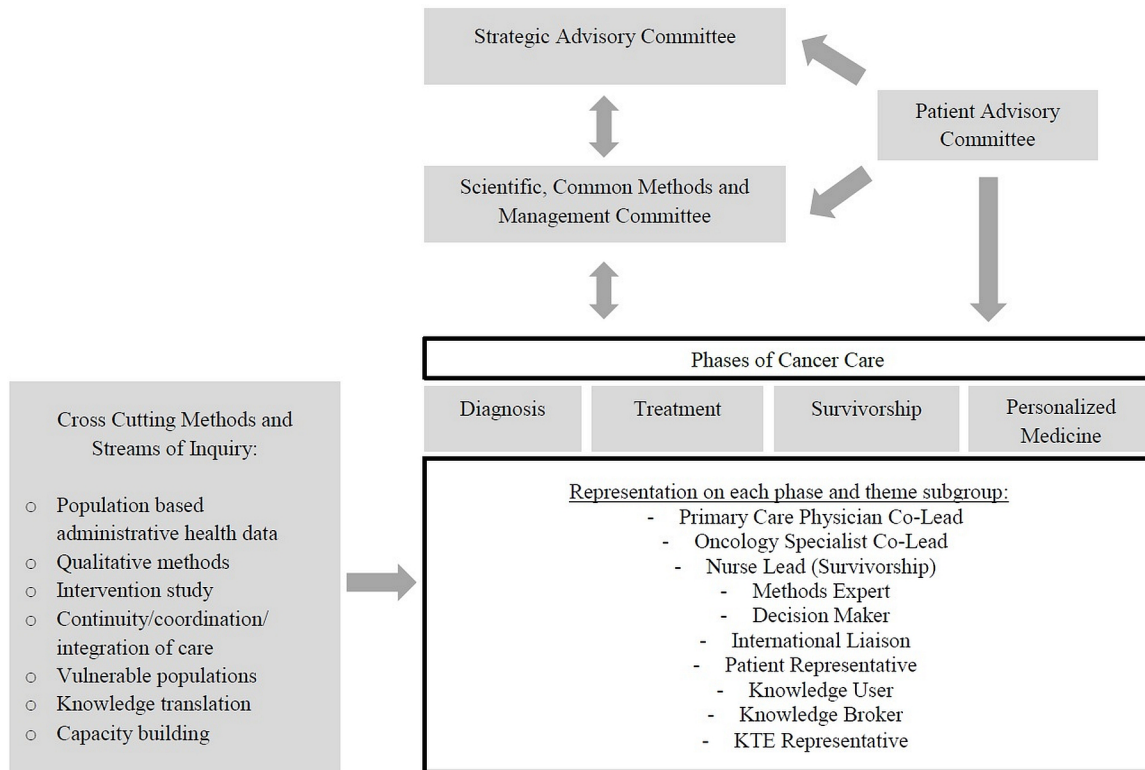 Strategic Advisory Committee
Patient Advisory
Committee
Scientific, Common Methods and
Management Committee
Phases of Cancer Care
Diagnosis
Treatment
Survivorship
Personalized
Medicine
Cross Cutting Methods and
Streams of Inquiry:
o Population based
administrative health data
o Qualitative methods
o Intervention study
o Continuity/coordination/
integration of care
o Vulnerable populations
o Knowledge translation
o Capacity building
Representation on each phase and theme subgroup:
- Primary Care Physician Co-Lead
- Oncology Specialist Co-Lead
- Nurse Lead (Survivorship)
- Methods Expert
- Decision Maker
- International Liaison
- Patient Representative
- Knowledge User
- Knowledge Broker
- KTE Representative